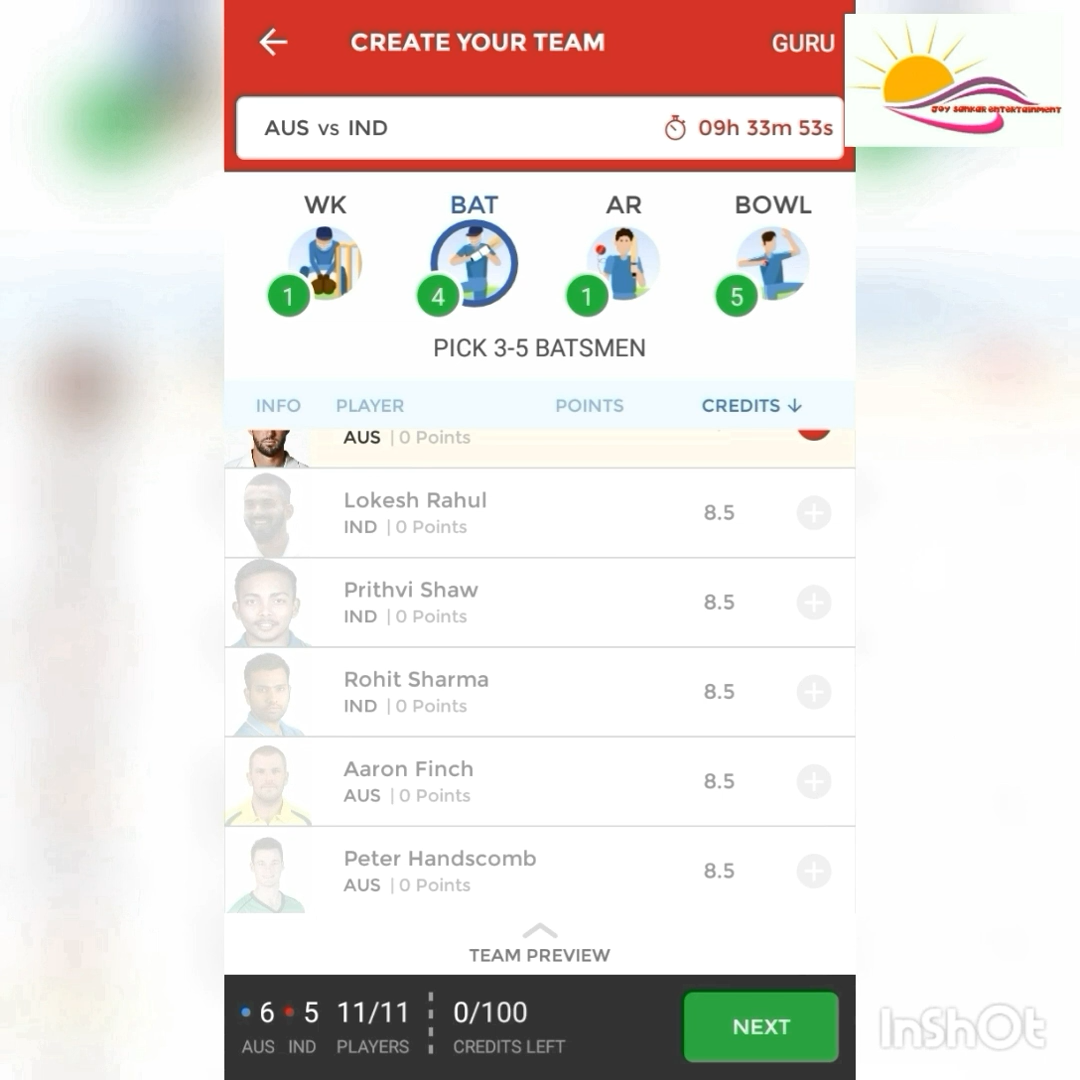 CREATE YOUR TEAM
GURU
JOY SANKAR ENTERTAINMENT
AUS vs IND
09h 33m 53s
WK
BAT
AR
BOWL
1
4
1
5
PICK 3-5 BATSMEN
INFO PLAYER POINTS CREDITS ↓
AUS | 0 Points
Lokesh Rahul
IND | 0 Points
8.5
Prithvi Shaw
IND | 0 Points
8.5
Rohit Sharma
IND | 0 Points
8.5
Aaron Finch
AUS | 0 Points
8.5
Peter Handscomb
AUS | 0 Points
8.5
TEAM PREVIEW
6 5 11/11 0/100
AUS IND PLAYERS CREDITS LEFT
NEXT
InShOt